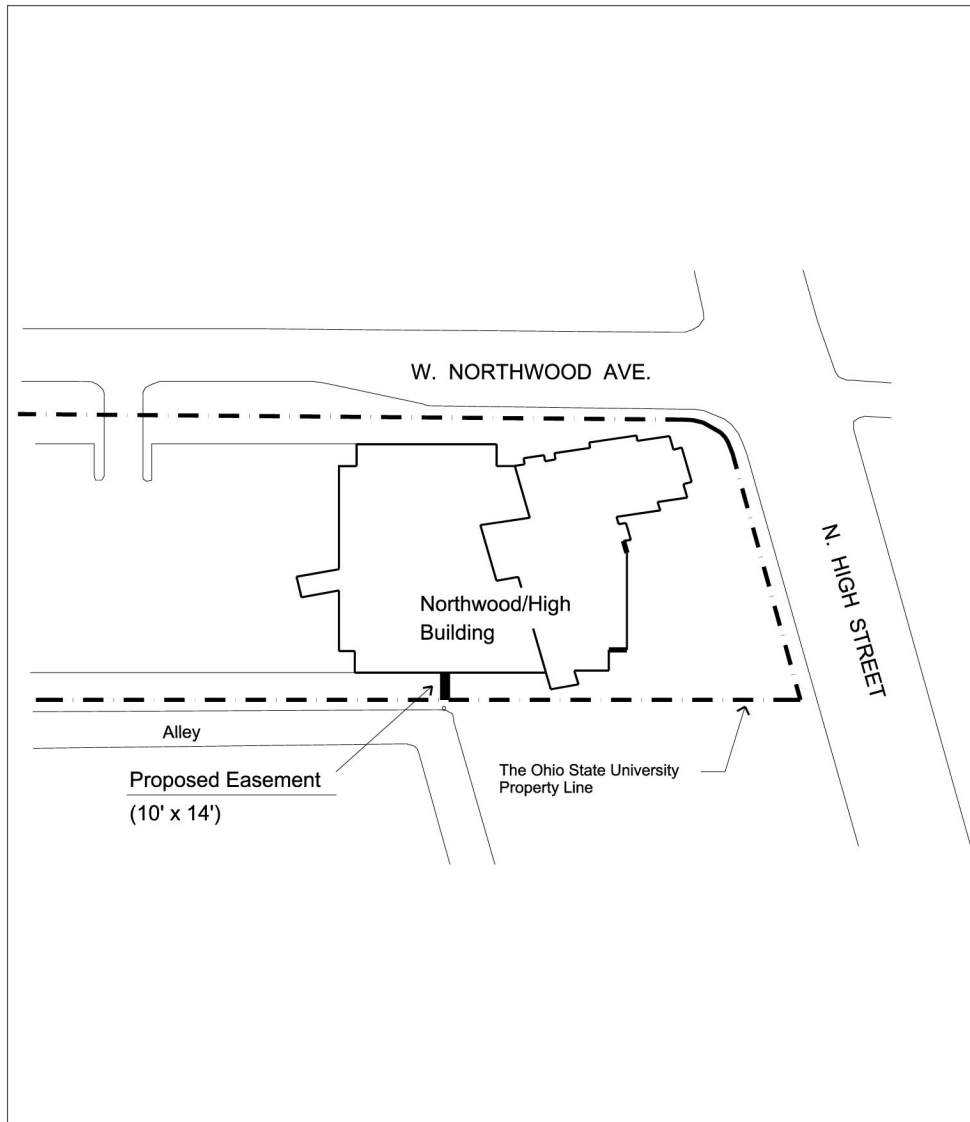 W. NORTHWOOD AVE.
N. HIGH STREET
Northwood/High
Building
Alley
Proposed Easement
(10' x 14')
The Ohio State University
Property Line